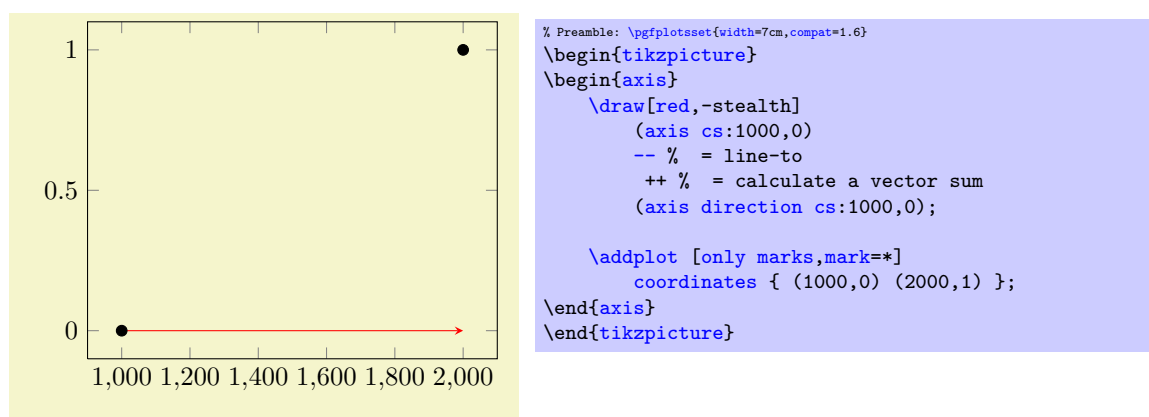 1
0.5
0
1,000 1,200 1,400 1,600 1,800 2,000
% Preamble: \pgfplotsset{width=7cm,compat=1.6}
\begin{tikzpicture}
\begin{axis}
    \draw[red,-stealth]
        (axis cs:1000,0)
        -- %  = line-to
         ++ %  = calculate a vector sum
        (axis direction cs:1000,0);

    \addplot [only marks,mark=*]
        coordinates { (1000,0) (2000,1) };
\end{axis}
\end{tikzpicture}